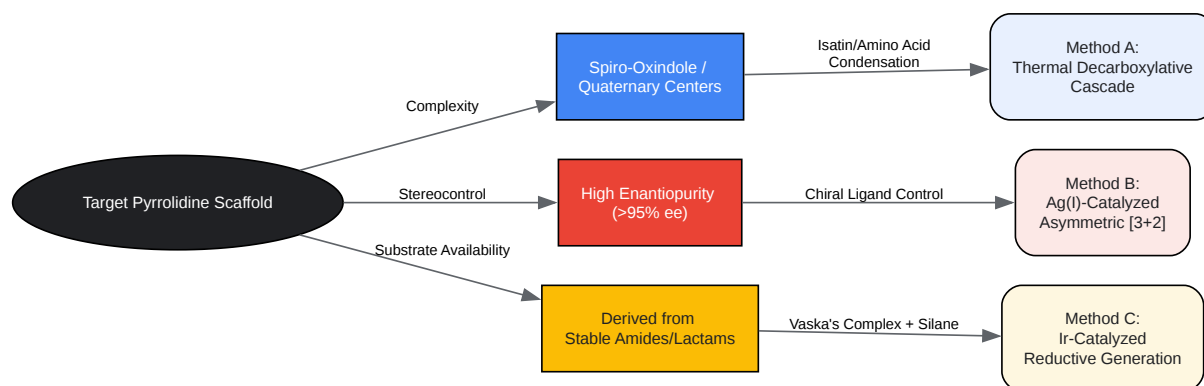 Target Pyrrolidine Scaffold
Complexity
Stereocontrol
Substrate Availability
Spiro-Oxindole /
Quaternary Centers
High Enantiopurity
(>95% ee)
Derived from
Stable Amides/Lactams
Isatin/Amino Acid
Condensation
Chiral Ligand Control
Vaska's Complex + Silane
Method A:
Thermal Decarboxylative
Cascade
Method B:
Ag(I)-Catalyzed
Asymmetric [3+2]
Method C:
Ir-Catalyzed
Reductive Generation